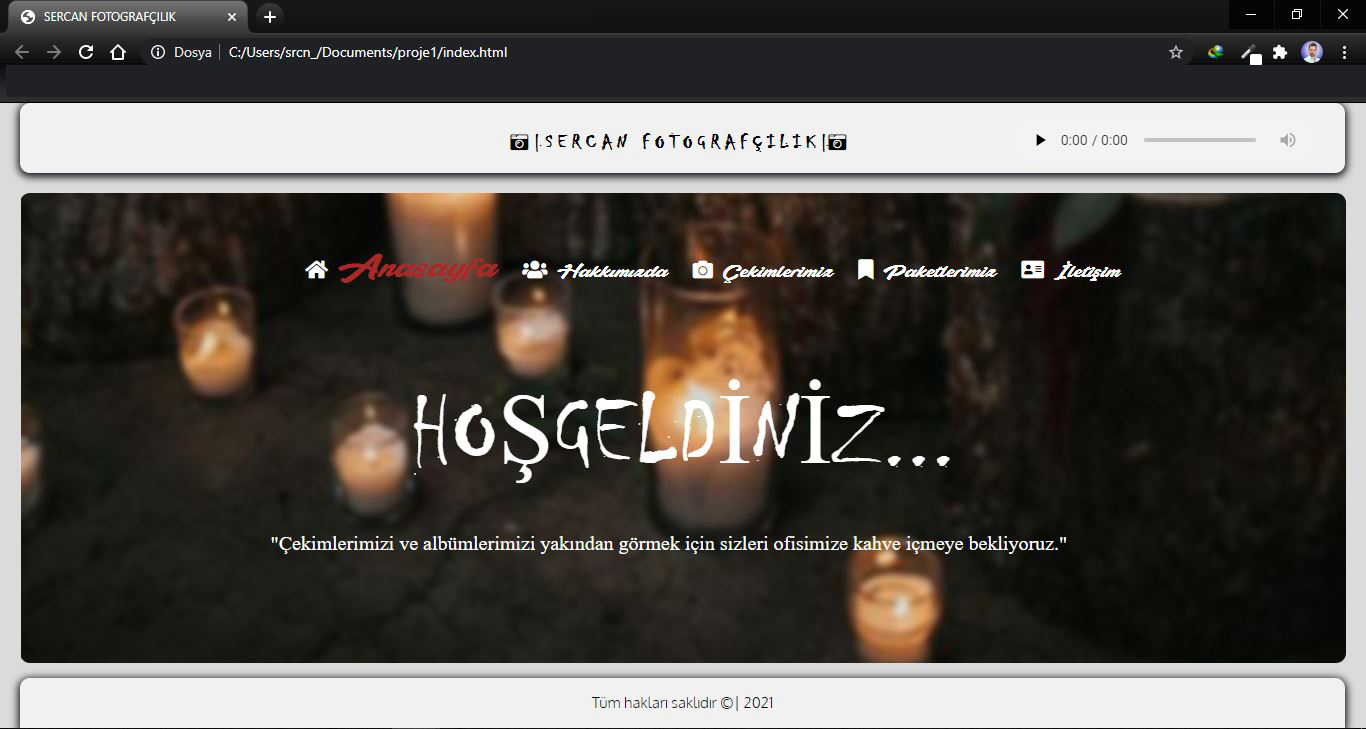 SERCAN FOTOGRAFÇILIK
Dosya | C:/Users/srcn_/Documents/proje1/index.html
|.SERCAN FOTOGRAFÇILIK|
0:00 / 0:00
Anasayfa Hakkımızda Çekimlerimiz Paketlerimiz İletişim
HOŞGELDİNİZ...
"Çekimlerimizi ve albümlerimizi yakından görmek için sizleri ofisimize kahve içmeye bekliyoruz."
Tüm hakları saklıdır ©| 2021